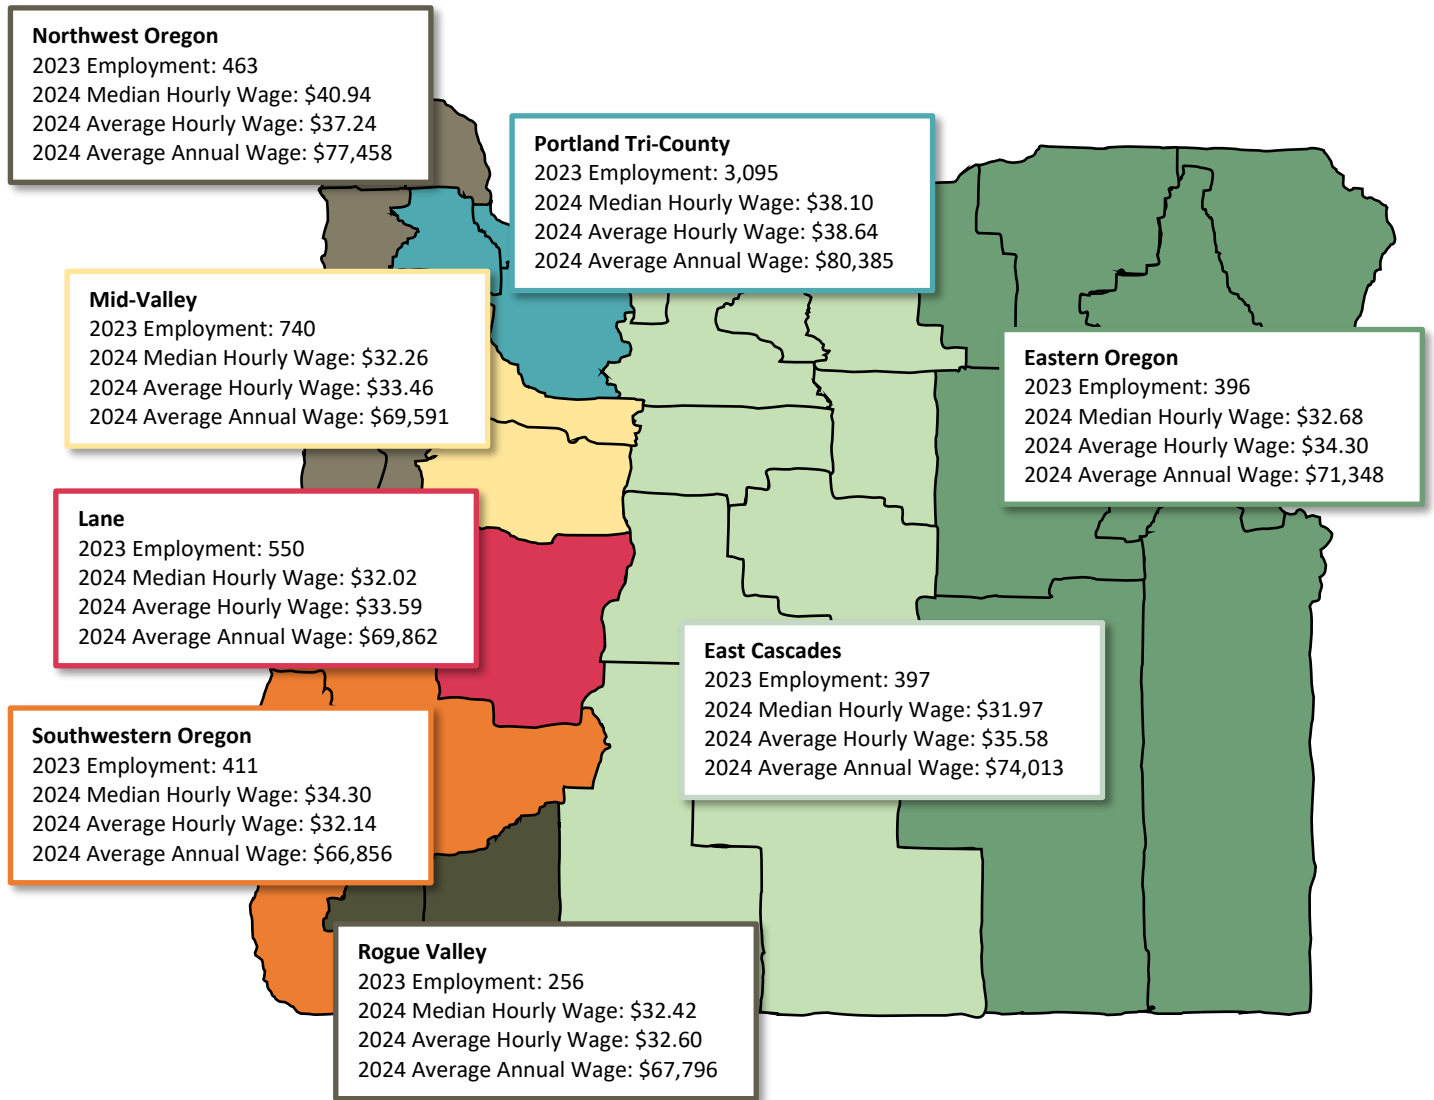 Northwest Oregon
2023 Employment: 463
2024 Median Hourly Wage: $40.94
2024 Average Hourly Wage: $37.24
2024 Average Annual Wage: $77,458
Portland Tri-County
2023 Employment: 3,095
2024 Median Hourly Wage: $38.10
2024 Average Hourly Wage: $38.64
2024 Average Annual Wage: $80,385
Mid-Valley
2023 Employment: 740
2024 Median Hourly Wage: $32.26
2024 Average Hourly Wage: $33.46
2024 Average Annual Wage: $69,591
Eastern Oregon
2023 Employment: 396
2024 Median Hourly Wage: $32.68
2024 Average Hourly Wage: $34.30
2024 Average Annual Wage: $71,348
Lane
2023 Employment: 550
2024 Median Hourly Wage: $32.02
2024 Average Hourly Wage: $33.59
2024 Average Annual Wage: $69,862
East Cascades
2023 Employment: 397
2024 Median Hourly Wage: $31.97
2024 Average Hourly Wage: $35.58
2024 Average Annual Wage: $74,013
Southwestern Oregon
2023 Employment: 411
2024 Median Hourly Wage: $34.30
2024 Average Hourly Wage: $32.14
2024 Average Annual Wage: $66,856
Rogue Valley
2023 Employment: 256
2024 Median Hourly Wage: $32.42
2024 Average Hourly Wage: $32.60
2024 Average Annual Wage: $67,796